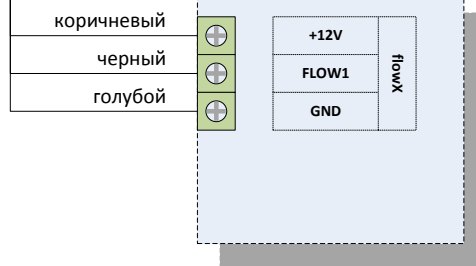 коричневый
+12V
черный
FLOW1
flowX
голубой
GND